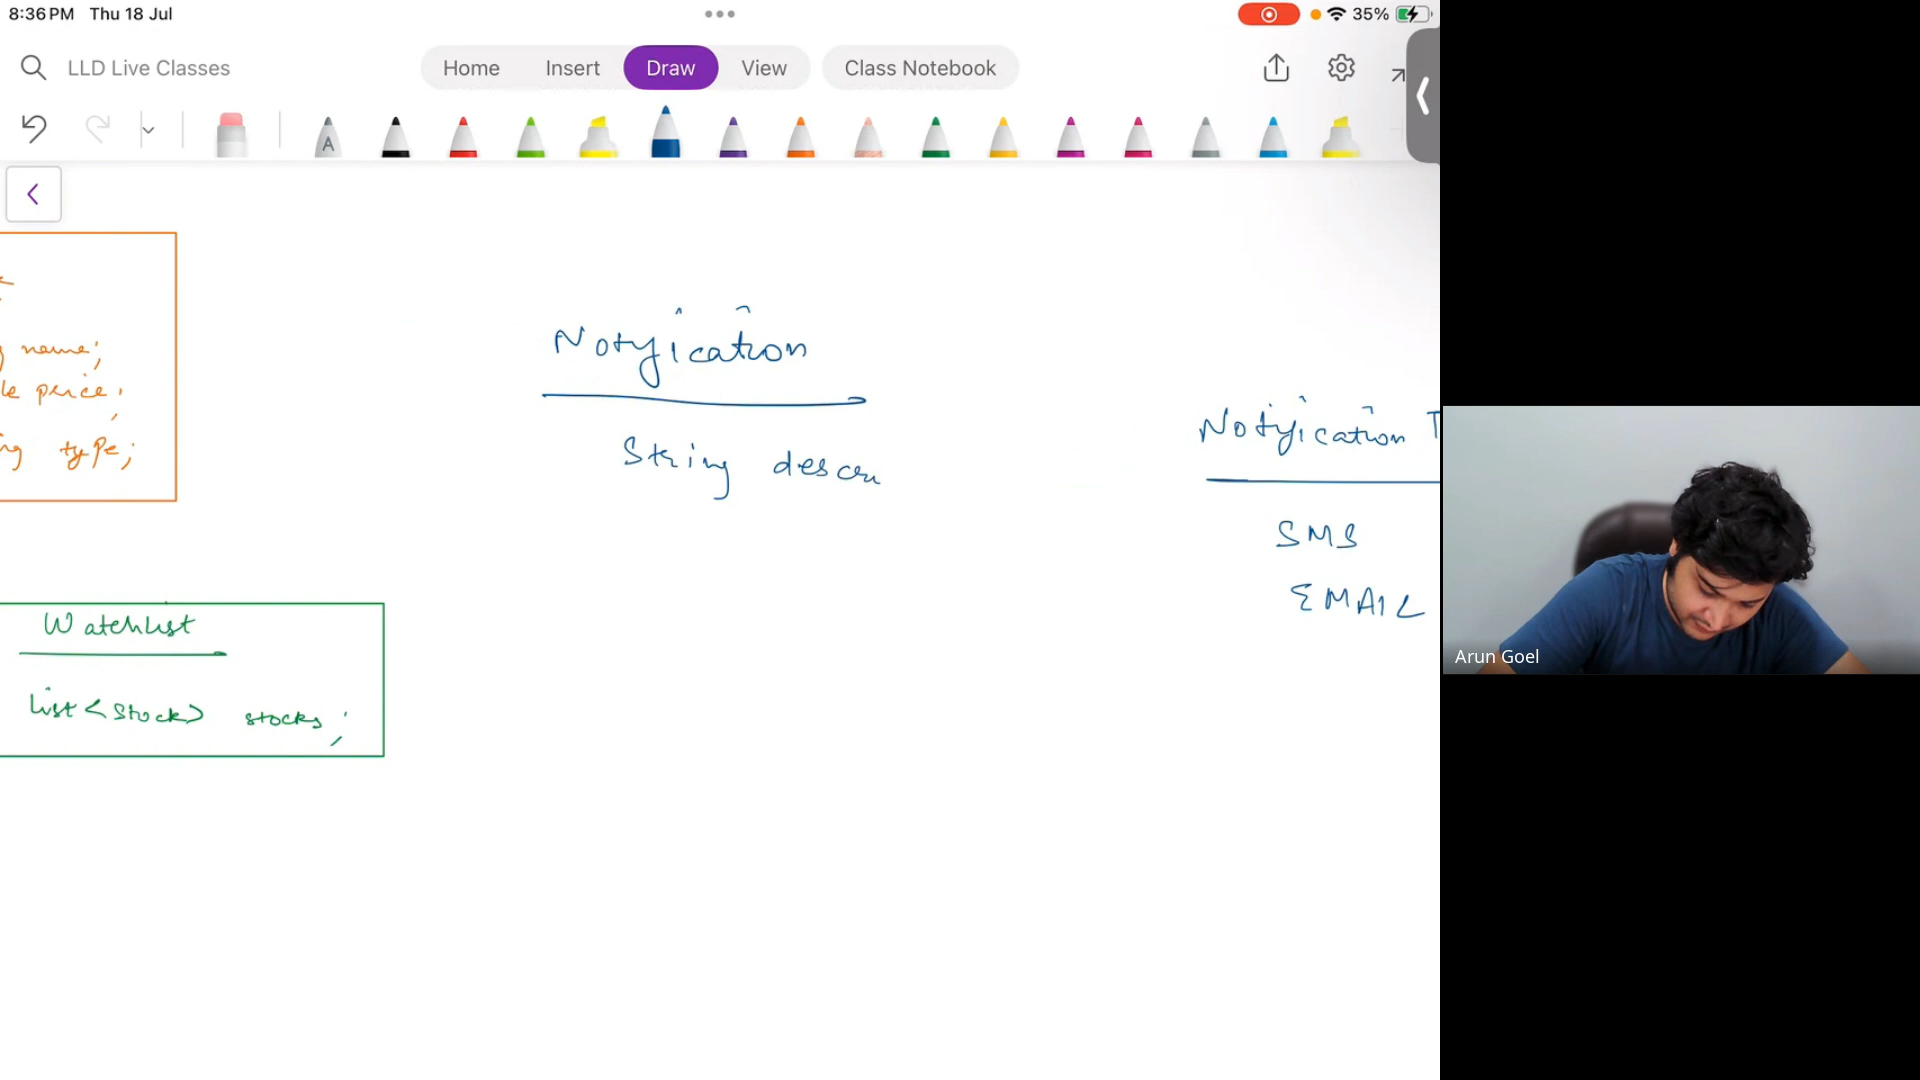 8:36 PM Thu 18 Jul
35%
LLD Live Classes
Home Insert Draw View Class Notebook
A
name;
price;
type;
Notification
String descri
Notification T
SMS
EMAIL
Watchlist
List<Stock> stocks;
Arun Goel